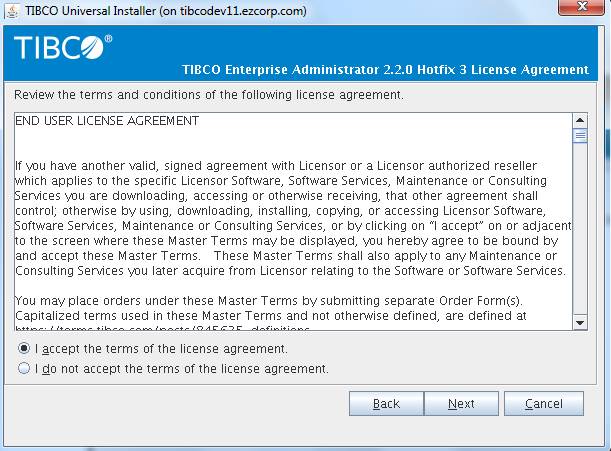 TIBCO Universal Installer (on tibcodev11.ezcorp.com)
TIBCO®
TIBCO Enterprise Administrator 2.2.0 Hotfix 3 License Agreement
Review the terms and conditions of the following license agreement.
END USER LICENSE AGREEMENT
If you have another valid, signed agreement with Licensor or a Licensor authorized reseller
which applies to the specific Licensor Software, Software Services, Maintenance or Consulting
Services you are downloading, accessing or otherwise receiving, that other agreement shall
control; otherwise by using, downloading, installing, copying, or accessing Licensor Software,
Software Services, Maintenance or Consulting Services, or by clicking on "I accept" on or adjacent
to the screen where these Master Terms may be displayed, you hereby agree to be bound by
and accept these Master Terms.   These Master Terms shall also apply to any Maintenance or
Consulting Services you later acquire from Licensor relating to the Software or Software Services.
You may place orders under these Master Terms by submitting separate Order Form(s).
Capitalized terms used in these Master Terms and not otherwise defined, are defined at
https://terms.tibco.com/posts/845635-definitions
I accept the terms of the license agreement.
I do not accept the terms of the license agreement.
Back Next Cancel